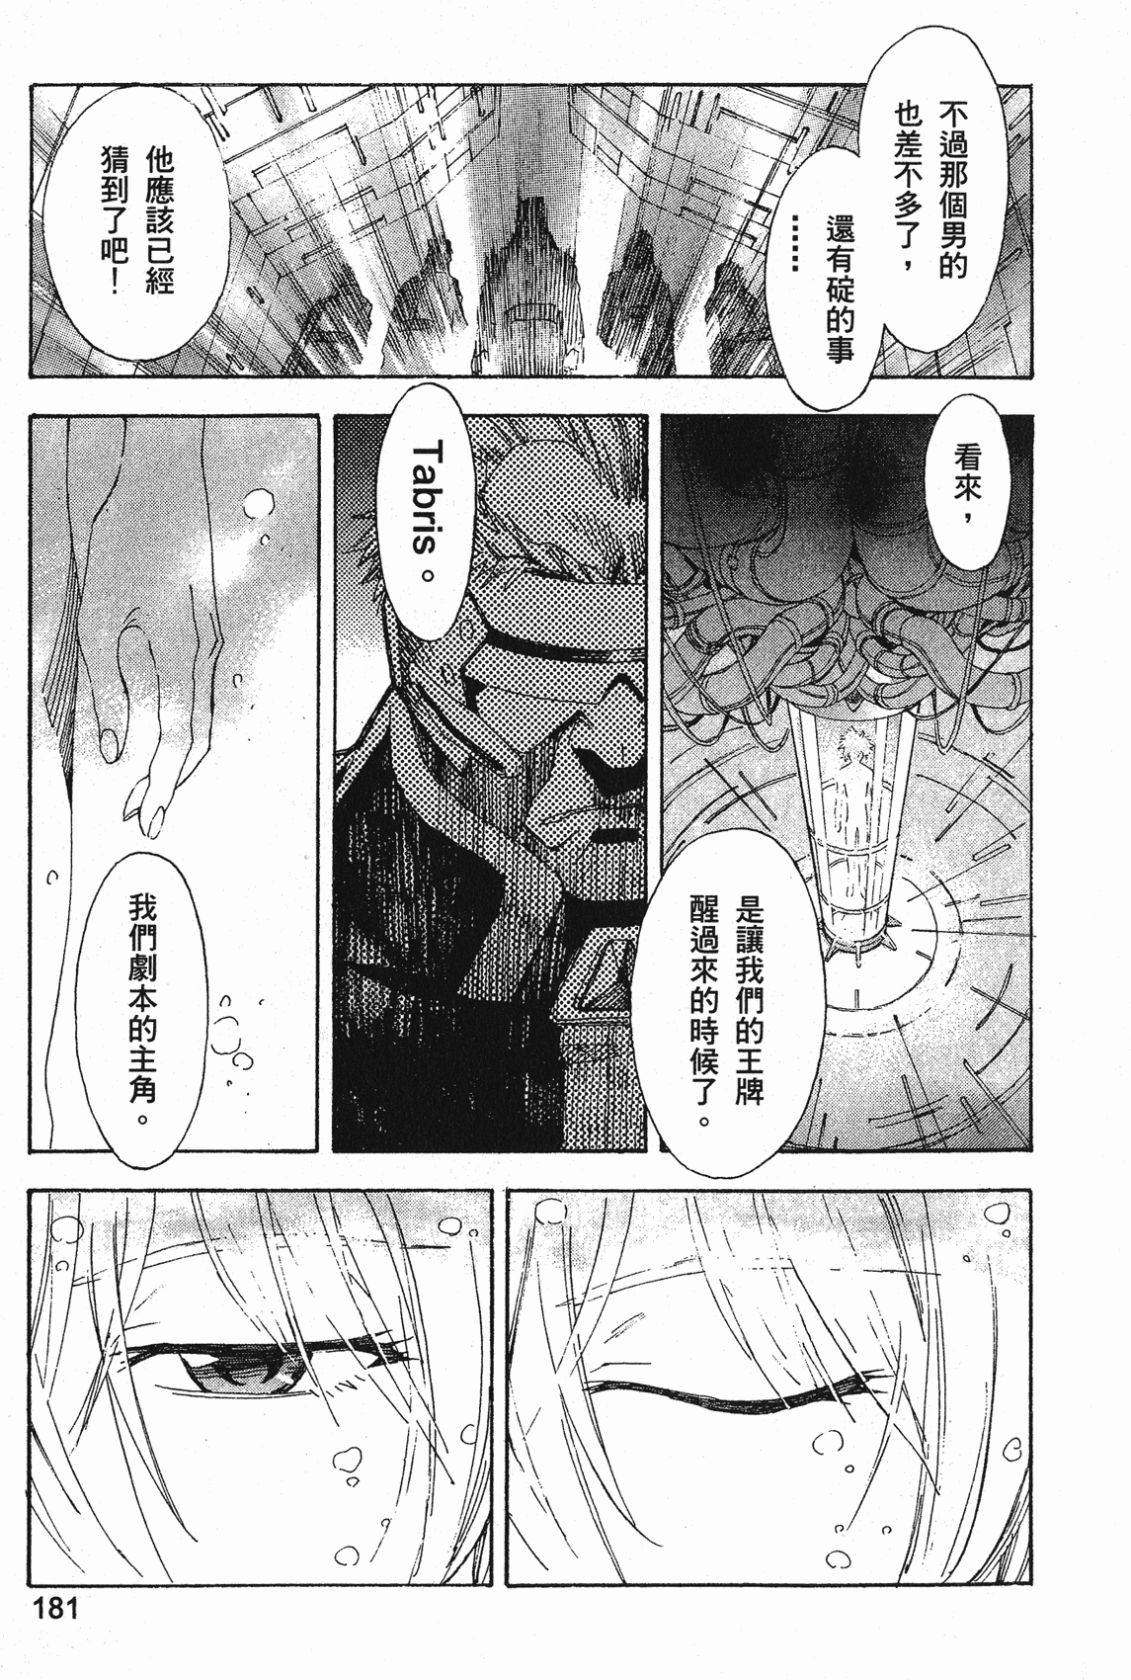 不過那個男的
也差不多了，
還有碇的事
⋯⋯
他應該已經
猜到了吧！
看來，
是讓我們的王牌
醒過來的時候了。
Tabris。
我們劇本的主角。
181